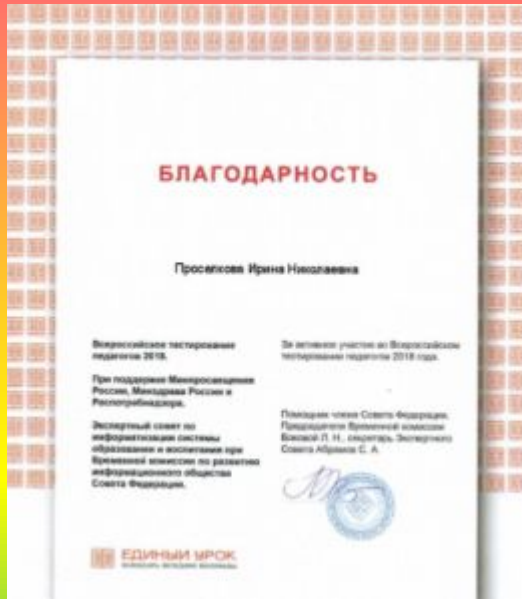 БЛАГОДАРНОСТЬ
Проселкова Ирина Николаевна
Всероссийское тестирование
педагогов 2018.
При поддержке Минпросвещения
России, Минздрава России и
Роспотребнадзора.
Экспертный совет по
информатизации системы
образования и воспитания при
Временной комиссии по развитию
информационного общества
Совета Федерации.
За активное участие во Всероссийском
тестировании педагогов 2018 года.
Помощник члена Совета Федерации,
Председателя Временной комиссии
Боковой Л. Н., секретарь Экспертного
Совета Абрамов С. А.
ЕДИНЫЙ УРОК